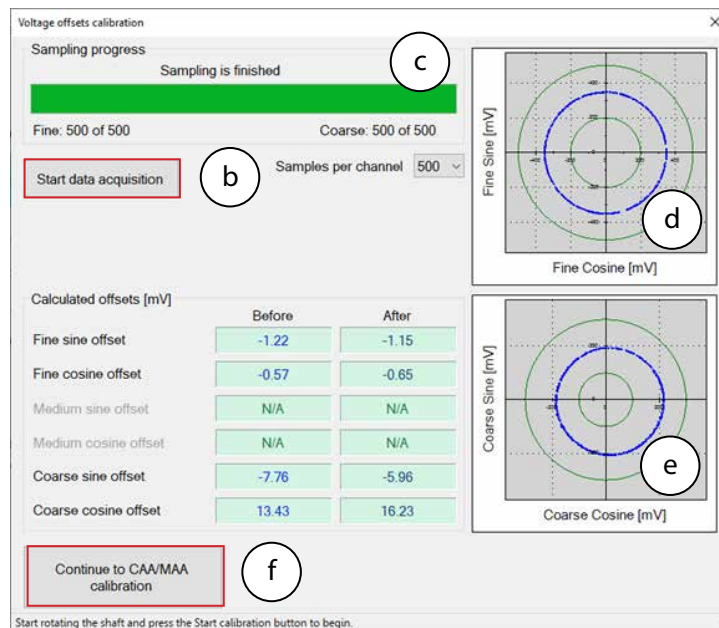 Voltage offsets calibration
Sampling progress
Sampling is finished
c
Fine: 500 of 500 Coarse: 500 of 500
Start data acquisition
b
Samples per channel 500
Fine Sine [mV]
d
Fine Cosine [mV]
Calculated offsets [mV]
Before After
Fine sine offset -1.22 -1.15
Fine cosine offset -0.57 -0.65
Medium sine offset N/A N/A
Medium cosine offset N/A N/A
Coarse sine offset -7.76 -5.96
Coarse cosine offset 13.43 16.23
Coarse Sine [mV]
e
Coarse Cosine [mV]
Continue to CAA/MAA
calibration
f
Start rotating the shaft and press the Start calibration button to begin.